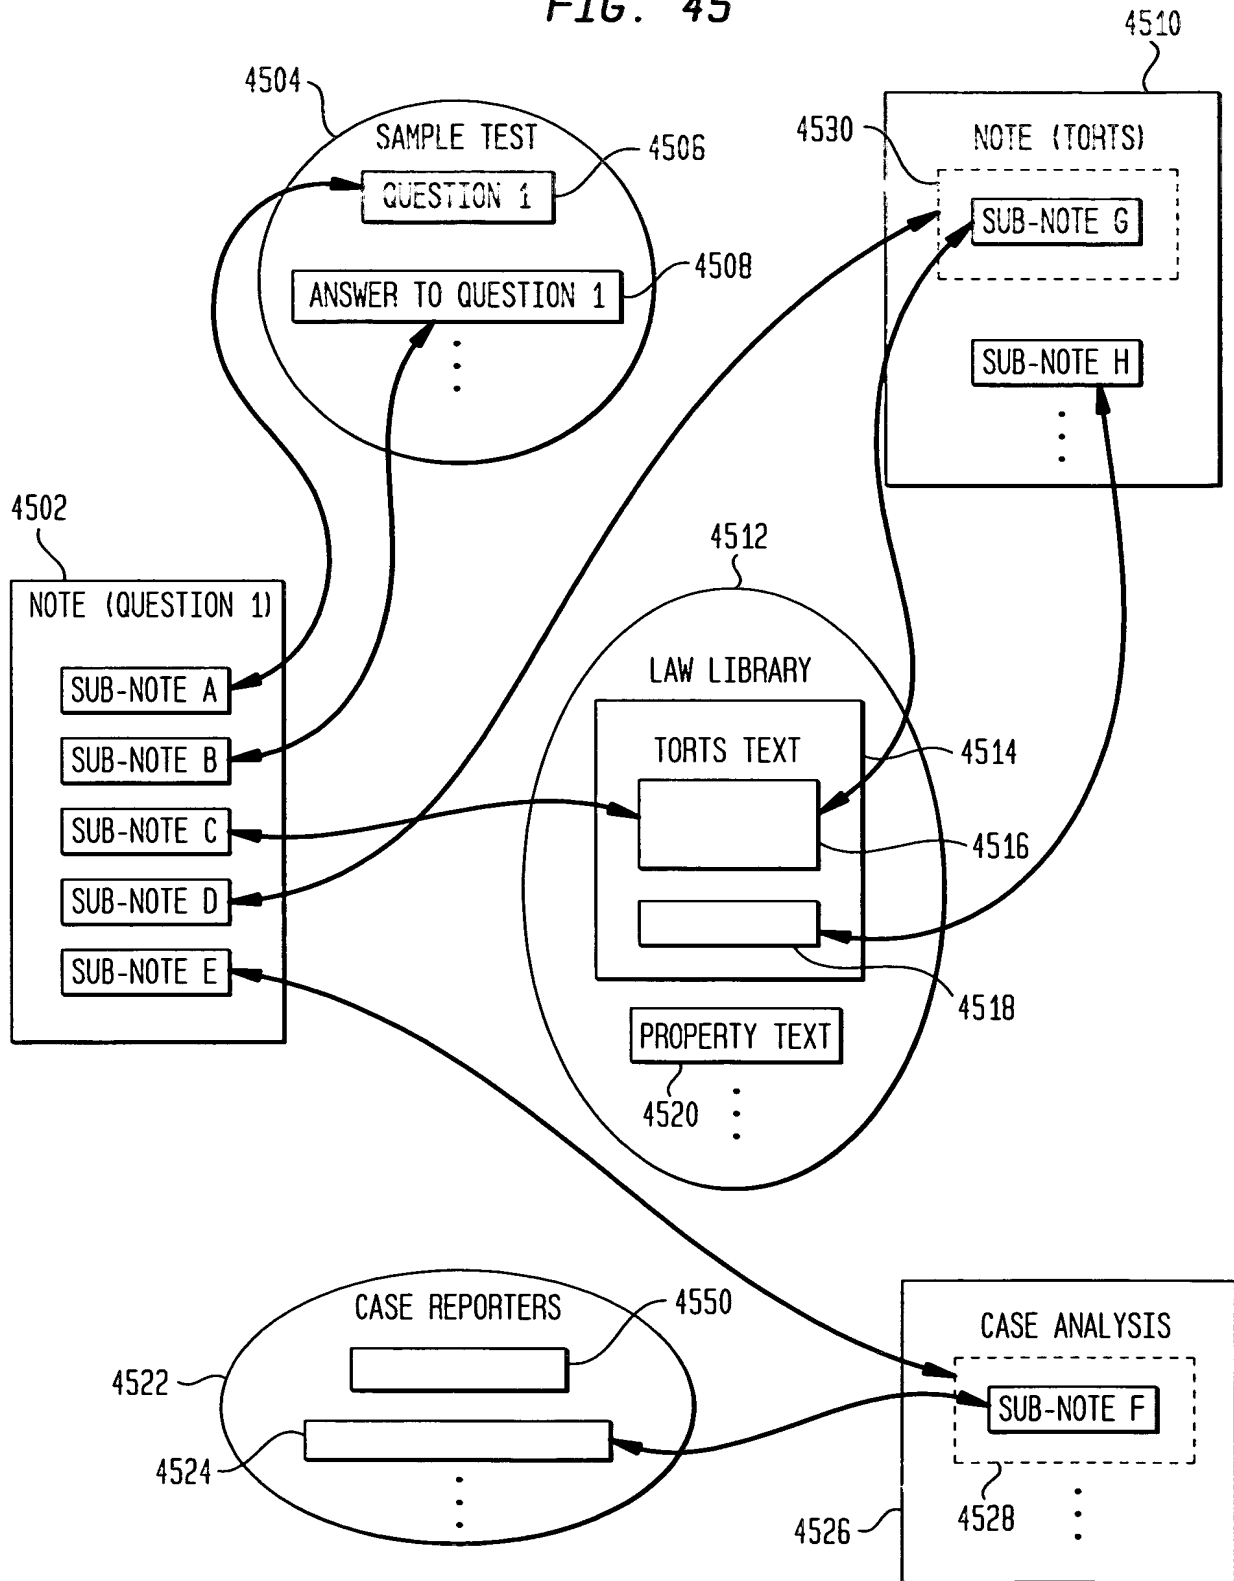 FIG. 45
4510
4504
SAMPLE TEST
4506
QUESTION 1
4508
ANSWER TO QUESTION 1
4530
NOTE (TORTS)
SUB-NOTE G
SUB-NOTE H
4502
NOTE (QUESTION 1)
SUB-NOTE A
SUB-NOTE B
SUB-NOTE C
SUB-NOTE D
SUB-NOTE E
4512
LAW LIBRARY
TORTS TEXT
4514
4516
4518
PROPERTY TEXT
4520
CASE REPORTERS
4550
4522
4524
CASE ANALYSIS
SUB-NOTE F
4528
4526